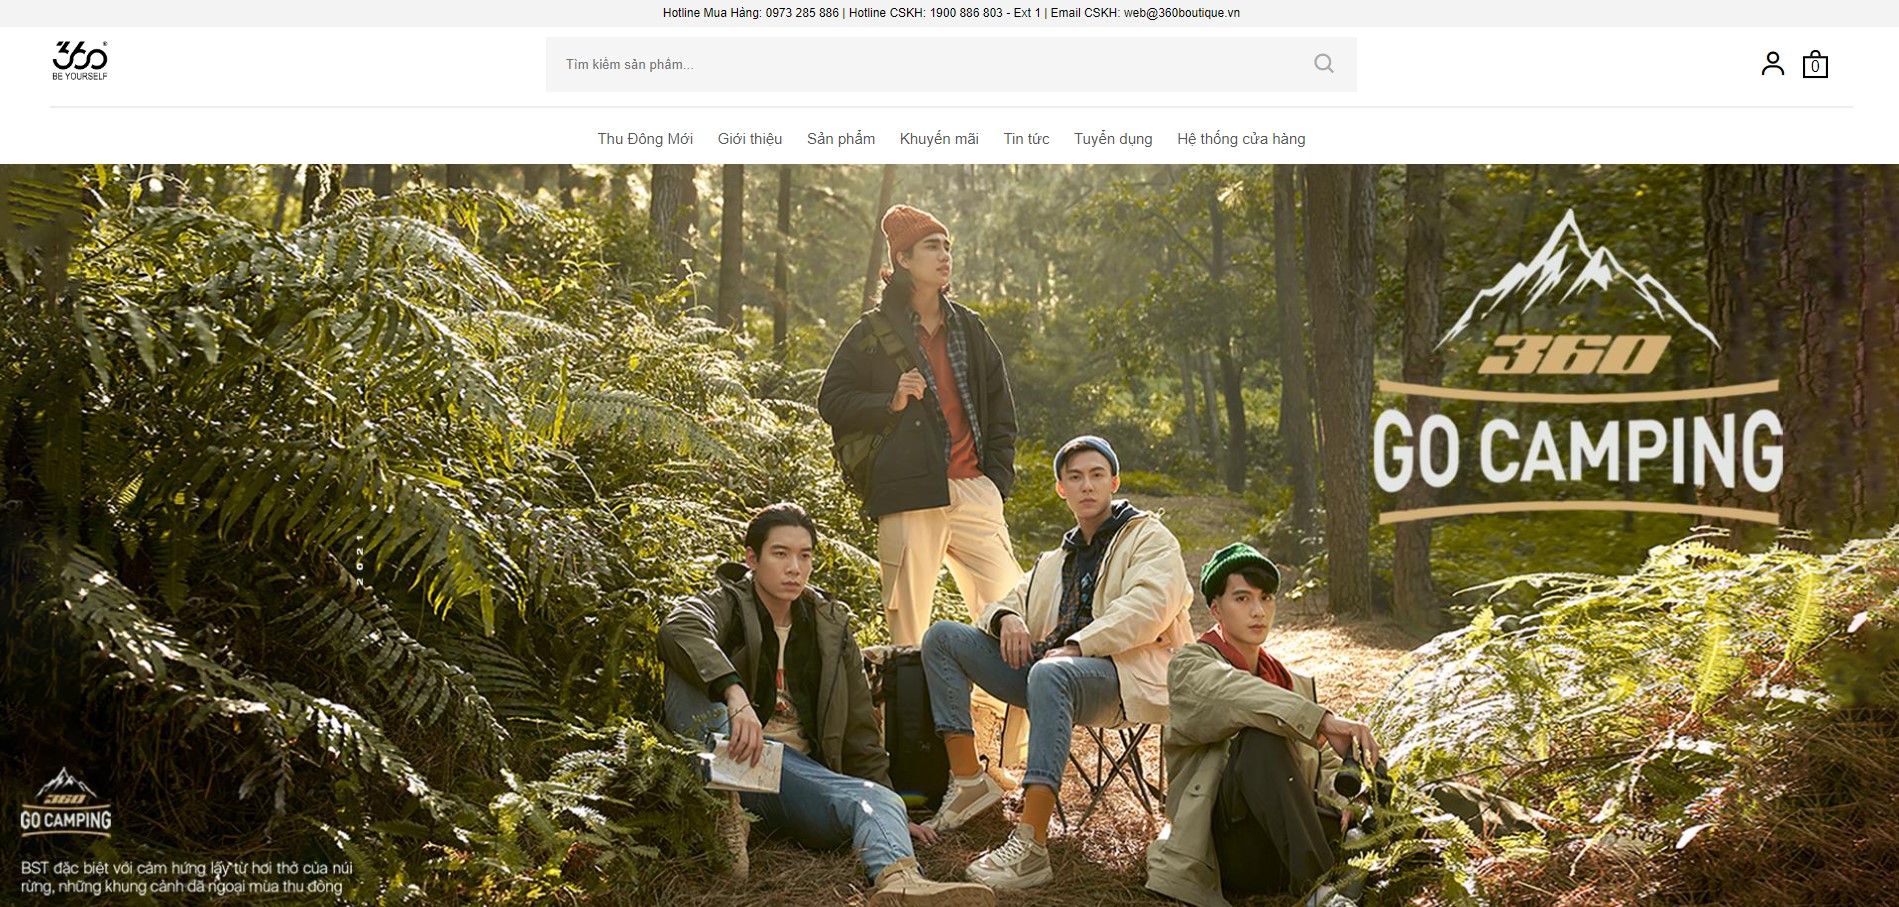 Hotline Mua Hàng: 0973 285 886 | Hotline CSKH: 1900 886 803 - Ext 1 | Email CSKH: web@360boutique.vn
360®
BE YOURSELF
Tìm kiếm sản phẩm...
0
Thu Đông Mới Giới thiệu Sản phẩm Khuyến mãi Tin tức Tuyển dụng Hệ thống cửa hàng
360
GO CAMPING
2021
360
GO CAMPING
BST đặc biệt với cảm hứng lấy từ hơi thở của núi
rừng, những khung cảnh dã ngoại mùa thu đông